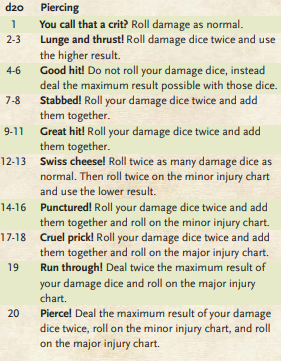 d20 Piercing
1 You call that a crit? Roll damage as normal.
2-3 Lunge and thrust! Roll damage dice twice and use
the higher result.
4-6 Good hit! Do not roll your damage dice, instead
deal the maximum result possible with those dice.
7-8 Stabbed! Roll your damage dice twice and add
them together.
9-11 Great hit! Roll your damage dice twice and add
them together.
12-13 Swiss cheese! Roll twice as many damage dice as
normal. Then roll twice on the minor injury chart
and use the lower result.
14-16 Punctured! Roll your damage dice twice and add
them together and roll on the minor injury chart.
17-18 Cruel prick! Roll your damage dice twice and add
them together and roll on the major injury chart.
19 Run through! Deal twice the maximum result of
your damage dice and roll on the major injury
chart.
20 Pierce! Deal the maximum result of your damage
dice twice, roll on the minor injury chart, and roll
on the major injury chart.